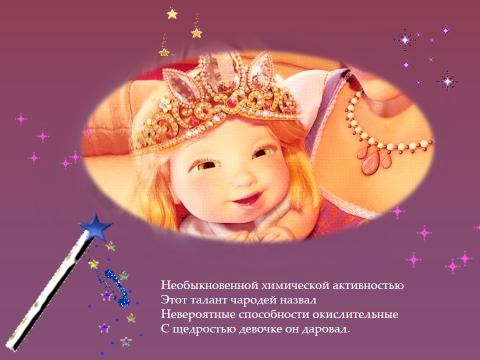 Необыкновенной химической активностью
Этот талант чародей назвал
Невероятные способности окислительные
С щедростью девочке он даровал.